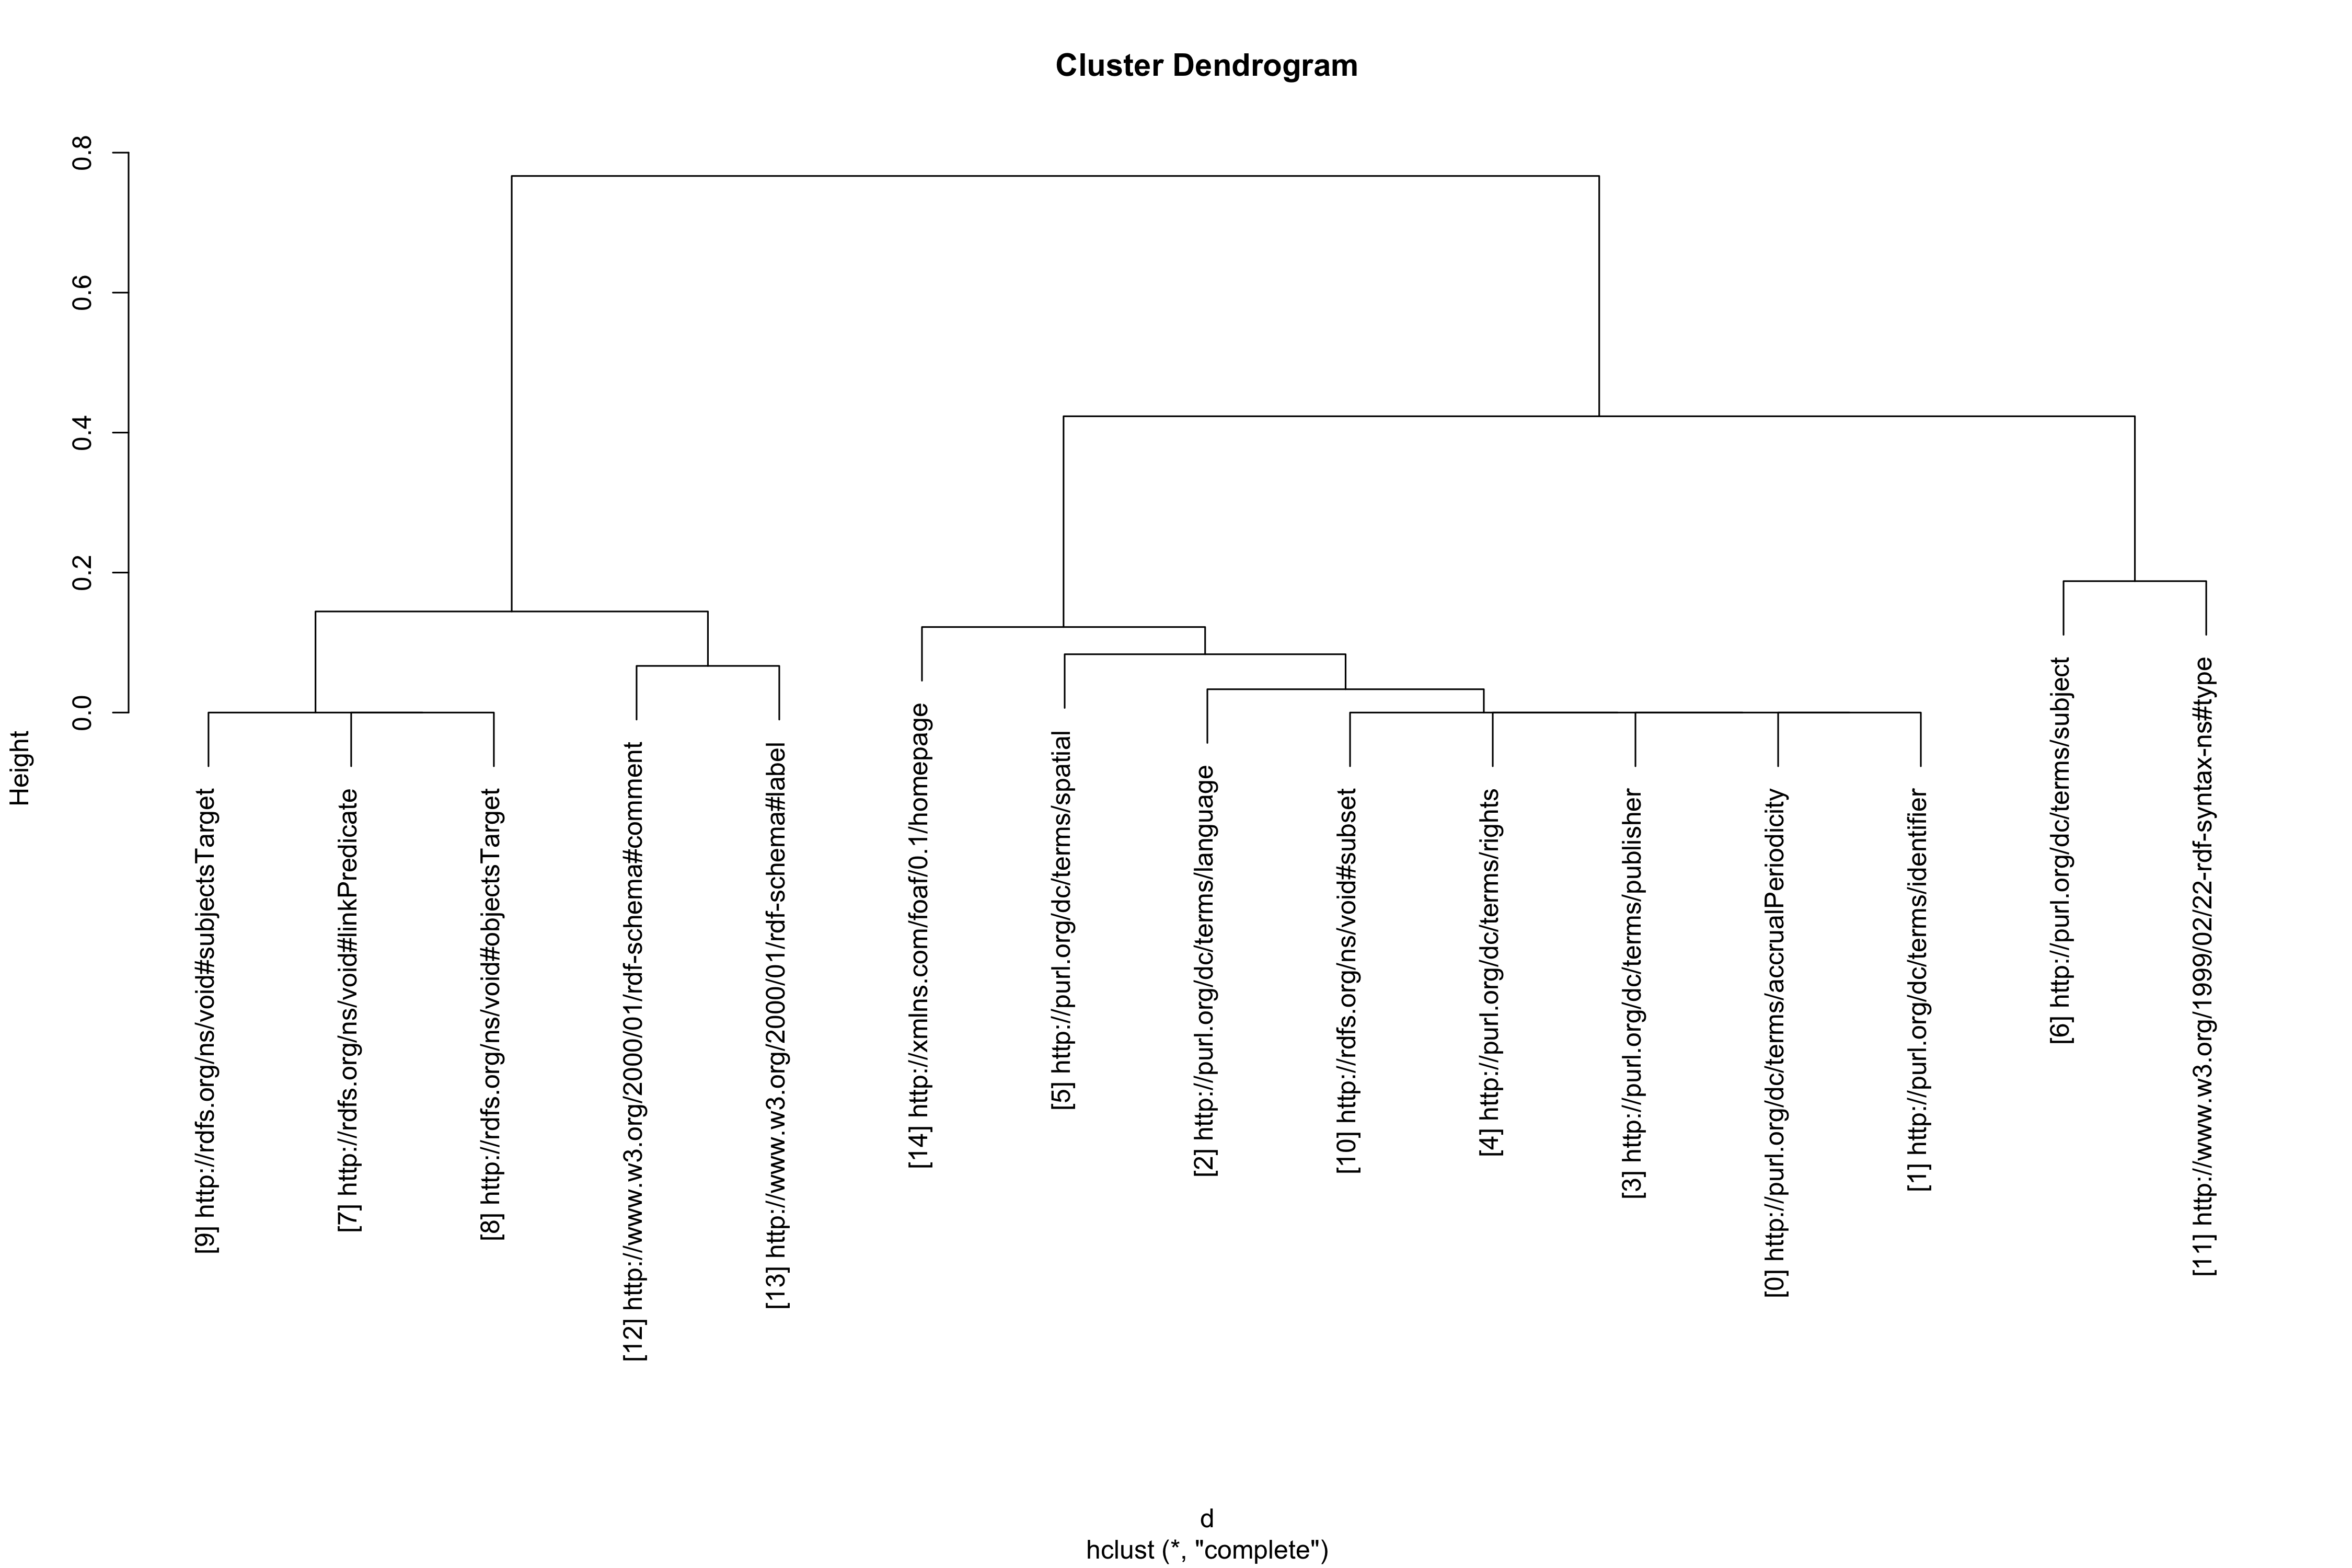 Cluster Dendrogram
0.8
0.6
0.4
0.2
0.0
Height
[9] http://rdfs.org/ns/void#subjectsTarget
[7] http://rdfs.org/ns/void#linkPredicate
[8] http://rdfs.org/ns/void#objectsTarget
[12] http://www.w3.org/2000/01/rdf-schema#comment
[13] http://www.w3.org/2000/01/rdf-schema#label
[14] http://xmlns.com/foaf/0.1/homepage
[5] http://purl.org/dc/terms/spatial
[2] http://purl.org/dc/terms/language
[10] http://rdfs.org/ns/void#subset
[4] http://purl.org/dc/terms/rights
[3] http://purl.org/dc/terms/publisher
[0] http://purl.org/dc/terms/accrualPeriodicity
[1] http://purl.org/dc/terms/identifier
[6] http://purl.org/dc/terms/subject
[11] http://www.w3.org/1999/02/22-rdf-syntax-ns#type
d
hclust (*, "complete")